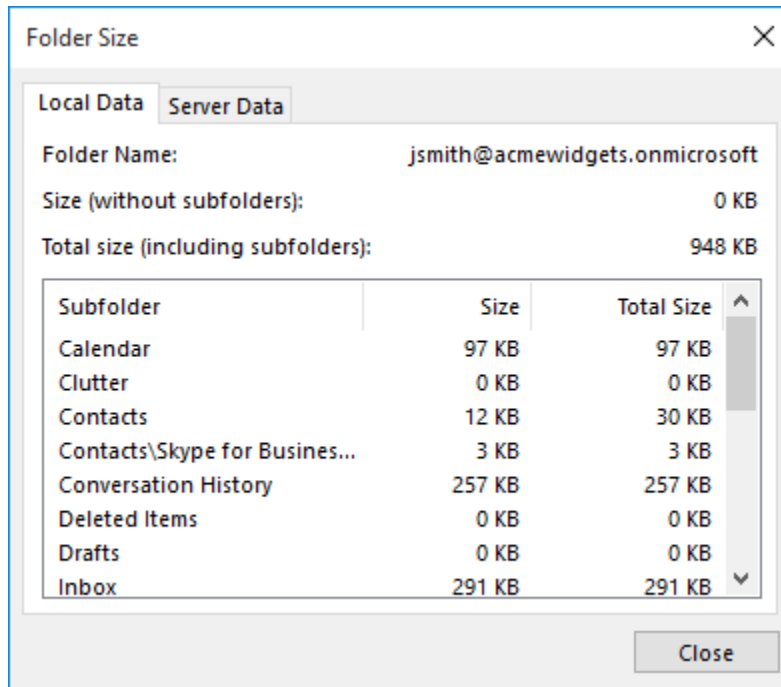 Folder Size
Local Data Server Data
Folder Name: jsmith@acmewidgets.onmicrosoft
Size (without subfolders): 0 KB
Total size (including subfolders): 948 KB
Subfolder Size Total Size
Calendar 97 KB 97 KB
Clutter 0 KB 0 KB
Contacts 12 KB 30 KB
Contacts\Skype for Busines... 3 KB 3 KB
Conversation History 257 KB 257 KB
Deleted Items 0 KB 0 KB
Drafts 0 KB 0 KB
Inbox 291 KB 291 KB
Close